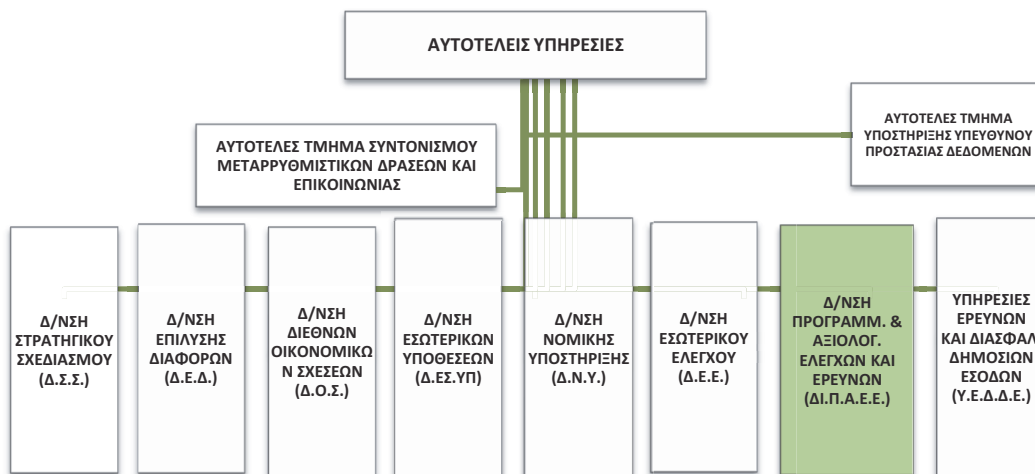 ΑΥΤΟΤΕΛΕΙΣ ΥΠΗΡΕΣΙΕΣ
ΑΥΤΟΤΕΛΕΣ ΤΜΗΜΑ
ΥΠΟΣΤΗΡΙΞΗΣ ΥΠΕΥΘΥΝΟΥ
ΠΡΟΣΤΑΣΙΑΣ ΔΕΔΟΜΕΝΩΝ
ΑΥΤΟΤΕΛΕΣ ΤΜΗΜΑ ΣΥΝΤΟΝΙΣΜΟΥ
ΜΕΤΑΡΡΥΘΜΙΣΤΙΚΩΝ ΔΡΑΣΕΩΝ ΚΑΙ
ΕΠΙΚΟΙΝΩΝΙΑΣ
Δ/ΝΣΗ
ΣΤΡΑΤΗΓΙΚΟΥ
ΣΧΕΔΙΑΣΜΟΥ
(Δ.Σ.Σ.)
Δ/ΝΣΗ
ΕΠΙΛΥΣΗΣ
ΔΙΑΦΟΡΩΝ
(Δ.Ε.Δ.)
Δ/ΝΣΗ
ΔΙΕΘΝΩΝ
ΟΙΚΟΝΟΜΙΚΩ
Ν ΣΧΕΣΕΩΝ
(Δ.Ο.Σ.)
Δ/ΝΣΗ
ΕΣΩΤΕΡΙΚΩΝ
ΥΠΟΘΕΣΕΩΝ
(Δ.ΕΣ.ΥΠ)
Δ/ΝΣΗ
ΝΟΜΙΚΗΣ
ΥΠΟΣΤΗΡΙΞΗΣ
(Δ.Ν.Υ.)
Δ/ΝΣΗ
ΕΣΩΤΕΡΙΚΟΥ
ΕΛΕΓΧΟΥ
(Δ.Ε.Ε.)
Δ/ΝΣΗ
ΠΡΟΓΡΑΜΜ. &
ΑΞΙΟΛΟΓ.
ΕΛΕΓΧΩΝ ΚΑΙ
ΕΡΕΥΝΩΝ
(ΔΙ.Π.Α.Ε.Ε.)
ΥΠΗΡΕΣΙΕΣ
ΕΡΕΥΝΩΝ
ΚΑΙ ΔΙΑΣΦΑΛ
ΔΗΜΟΣΙΩΝ
ΕΣΟΔΩΝ
(Υ.Ε.Δ.Δ.Ε.)